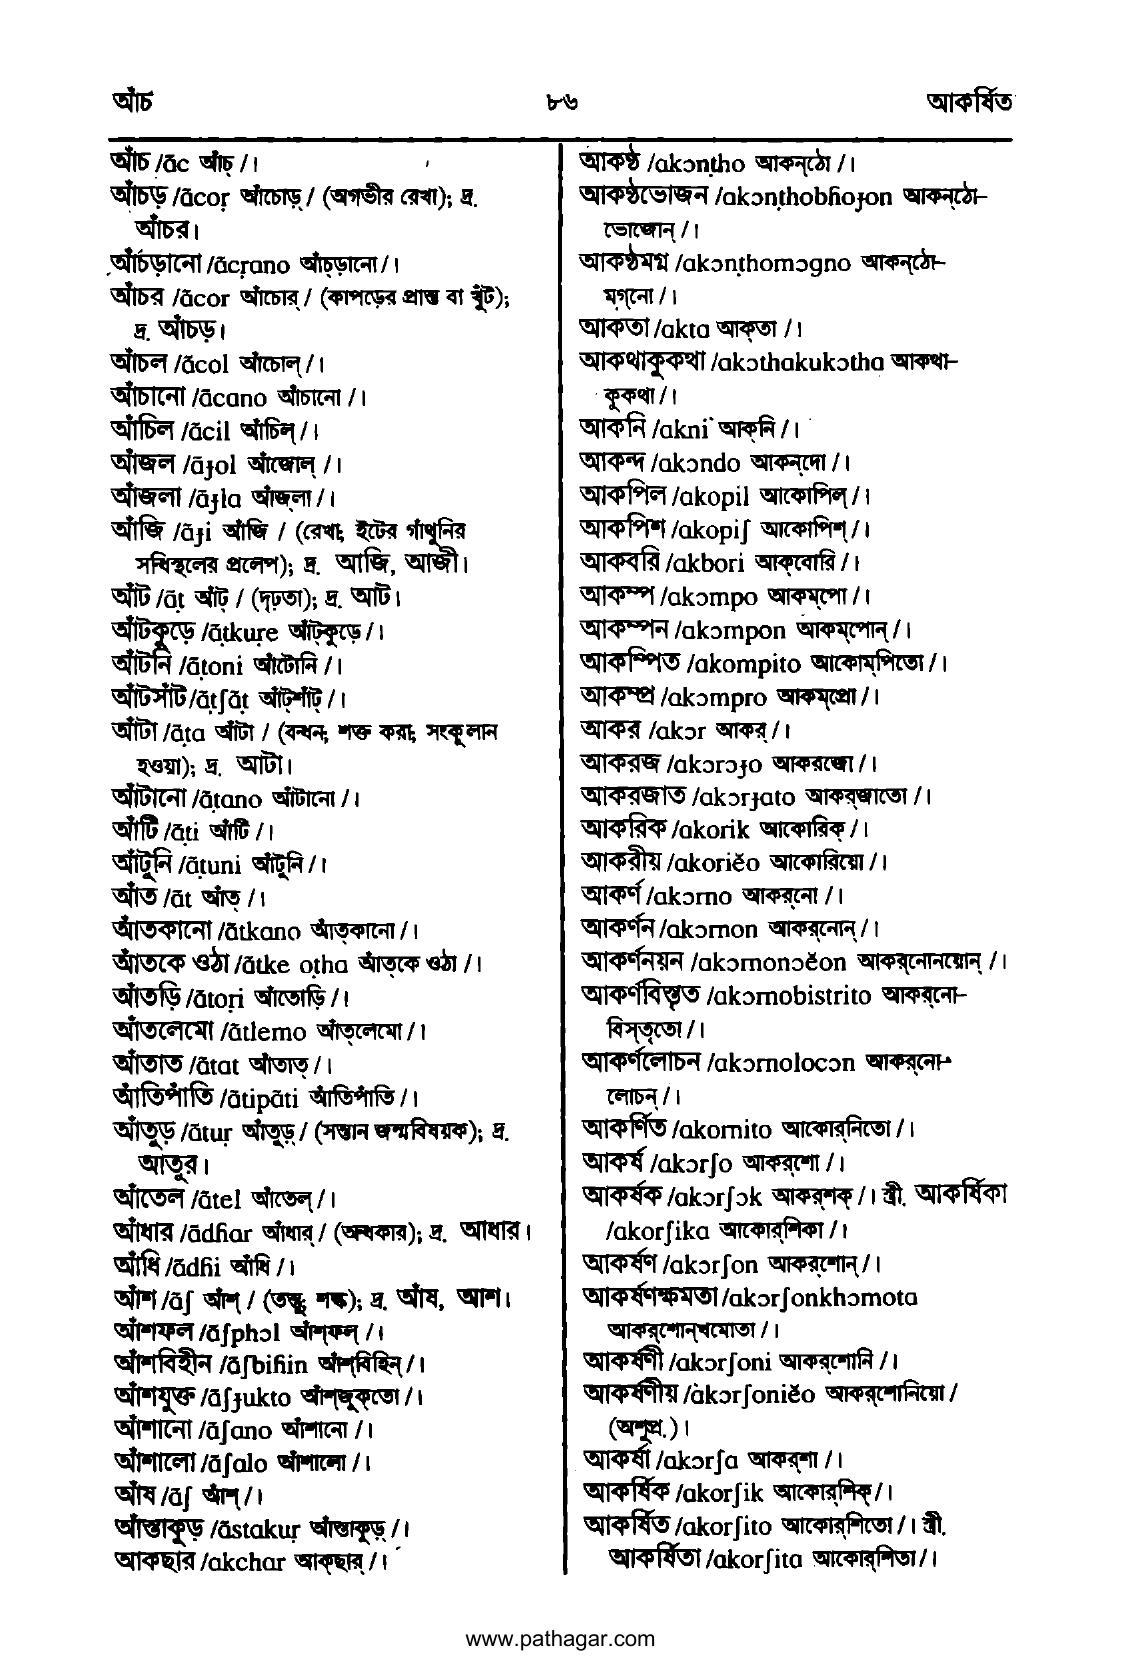 আঁচ ৮৬ আকর্ষিত
আঁচ /ãc আঁচ্ /।
আঁচড় /ãcoṛ আঁচোড়্ / (অগভীর রেখা); দ্র.
আঁচর।
আঁচড়ানো /ãcṛano আঁচ্ড়ানো /।
আঁচর /ãcor আঁচোর্ / (কাপড়ের প্রান্ত বা খুঁট);
দ্র. আঁচড়।
আঁচল /ãcol আঁচোল্ /।
আঁচানো /ãcano আঁচানো /।
আঁচিল /ãcil আঁচিল্ /।
আঁজল /ãɟol আঁজোল্ /।
আঁজলা /ãɟla আঁজ্লা /।
আঁজি /ãɟi আঁজি / (রেখা; ইটের গাঁথুনির
সন্ধিস্থলের প্রলেপ); দ্র. আজি, আজী।
আঁট /ãṭ আঁট্ / (দৃঢ়তা); দ্র. আট।
আঁটকুড়ে /ãṭkuṛe আঁট্কুড়ে /।
আঁটনি /ãṭoni আঁটোনি /।
আঁটসাঁট /ãṭʃãṭ আঁট্শাঁট্ /।
আঁটা /ãṭa আঁটা / (বন্ধন; শক্ত করা; সংকুলান
হওয়া); দ্র. আটা।
আঁটানো /ãṭano আঁটানো /।
আঁটি /ãṭi আঁটি /।
আঁটুনি /ãṭuni আঁটুনি /।
আঁত /ãt আঁত্ /।
আঁতকানো /ãtkano আঁত্কানো /।
আঁতকে ওঠা /ãtke oṭha আঁত্কে ওঠা /।
আঁতড়ি /ãtoṛi আঁতোড়ি /।
আঁতলেমো /ãtlemo আঁত্লেমো /।
আঁতাত /ãtat আঁতাত্ /।
আঁতিপাঁতি /ãtipãti আঁতিপাঁতি /।
আঁতুড় /ãtuṛ আঁতুড়্ / (সন্তান জন্মবিষয়ক); দ্র.
আতুর।
আঁতেল /ãtel আঁতেল্ /।
আঁধার /ãdɦar আঁধার্ / (অন্ধকার); দ্র. আধার।
আঁধি /ãdɦi আঁধি /।
আঁশ /ãʃ আঁশ্ / (তন্তু; শল্ক); দ্র. আঁষ, আশ।
আঁশফল /ãʃphɔl আঁশ্ফল্ /।
আঁশবিহীন /ãʃbiɦin আঁশ্বিহিন্ /।
আঁশযুক্ত /ãʃɟukto আঁশ্জুক্তো /।
আঁশানো /ãʃano আঁশানো /।
আঁশালো /ãʃalo আঁশালো /।
আঁষ /ãʃ আঁশ্ /।
আঁস্তাকুড় /ãstakuṛ আঁস্তাকুড়্ /।
আকছার /akchar আক্ছার্ /।
আকণ্ঠ /akɔnṭho আকন্ঠো /।
আকণ্ঠভোজন /akɔnṭhobɦoɟon আকন্ঠো–
ভোজোন্ /।
আকণ্ঠমগ্ন /akɔnṭhomɔgno আকন্ঠো–
মগ্নো /।
আকতা /akta আক্তা /।
আকথাকুকথা /akɔthakukɔtha আকথা–
কুকথা /।
আকনি /akni আক্নি /।
আকন্দ /akɔndo আকন্দো /।
আকপিল /akopil আকোপিল্ /।
আকপিশ /akopiʃ আকোপিশ্ /।
আকবরি /akbori আক্বোরি /।
আকম্প /akɔmpo আকম্পো /।
আকম্পন /akɔmpon আকম্পোন্ /।
আকম্পিত /akompito আকোম্পিতো /।
আকম্প্র /akɔmpro আকম্প্রো /।
আকর /akɔr আকর্ /।
আকরজ /akɔrɔɟo আকরজো /।
আকরজাত /akɔrɟato আকর্জাতো /।
আকরিক /akorik আকোরিক্ /।
আকরীয় /akoriĕo আকোরিয়ো /।
আকর্ণ /akɔrno আকর্নো /।
আকর্ণন /akɔrnon আকর্নোন্ /।
আকর্ণনয়ন /akɔrnonɔĕon আকর্নোনয়োন্ /।
আকর্ণবিস্তৃত /akɔrnobistrito আকর্নো–
বিস্তৃতো /।
আকর্ণলোচন /akɔrnolocɔn আকর্নো–
লোচন্ /।
আকর্ণিত /akornito আকোর্নিতো /।
আকর্ষ /akɔrʃo আকর্শো /।
আকর্ষক /akɔrʃɔk আকর্শক্ /। স্ত্রী. আকর্ষিকা
/akorʃika আকোর্শিকা /।
আকর্ষণ /akɔrʃon আকর্শোন্ /।
আকর্ষণক্ষমতা /akɔrʃonkhɔmota
আকর্শোন্খমোতা /।
আকর্ষণী /akɔrʃoni আকর্শোনি /।
আকর্ষণীয় /akɔrʃoniĕo আকর্শোনিয়ো /
(অশুপ্র.)।
আকর্ষা /akɔrʃa আকর্শা /।
আকর্ষিক /akorʃik আকোর্শিক্ /।
আকর্ষিত /akorʃito আকোর্শিতো /। স্ত্রী.
আকর্ষিতা /akorʃita আকোর্শিতা /।
www.pathagar.com